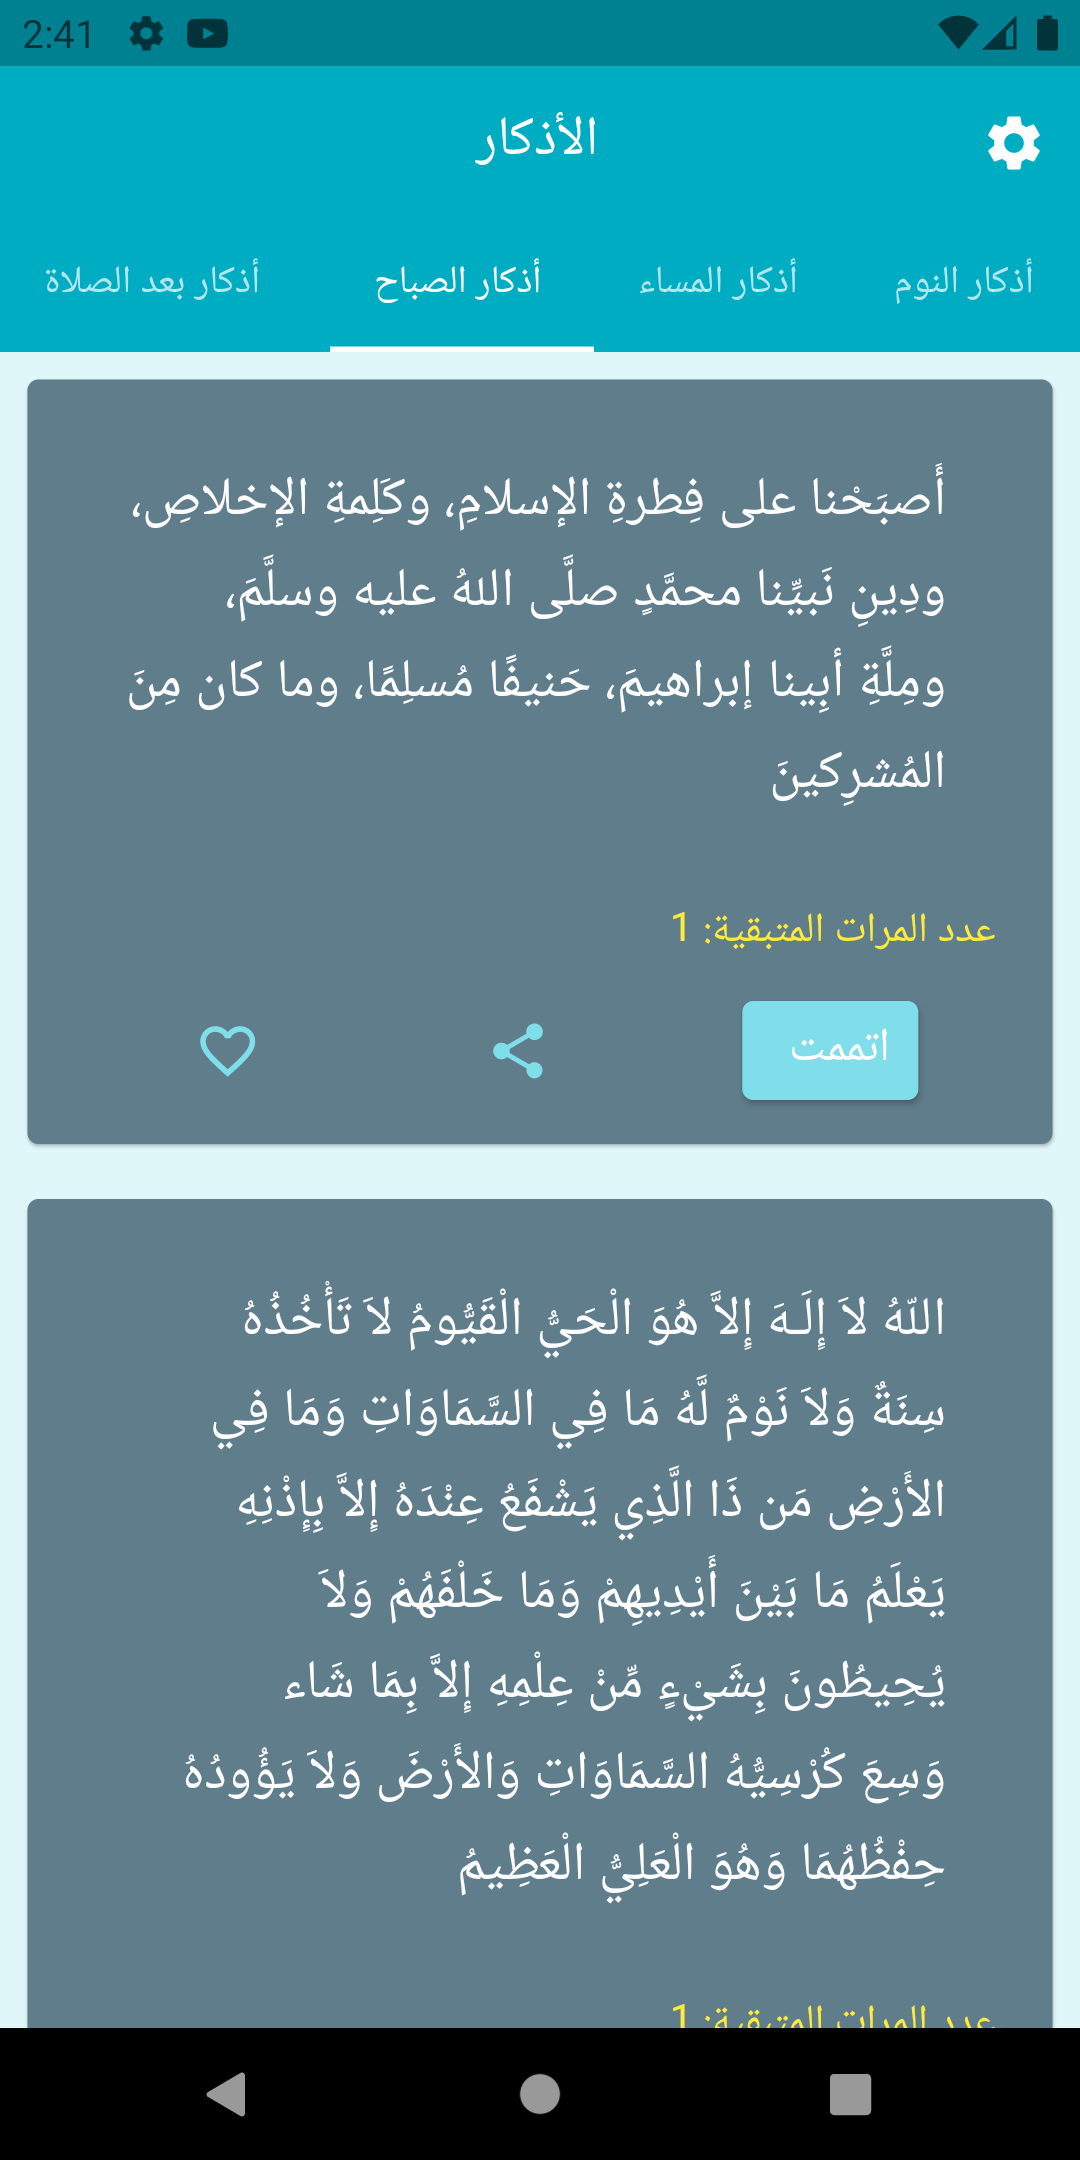 2:41
الأذكار
أذكار النوم
أذكار المساء
أذكار الصباح
أذكار بعد الصلاة
أَصبَحْنا على فِطرةِ الإسلامِ، وكَلِمةِ الإخلاصِ،
ودِينِ نَبيِّنا محمَّدٍ صلَّى اللهُ عليه وسلَّمَ،
ومِلَّةِ أبِينا إبراهيمَ، حَنيفًا مُسلِمًا، وما كان مِنَ
المُشرِكينَ
عدد المرات المتبقية: 1
اتممت
اللّهُ لاَ إِلَـهَ إِلاَّ هُوَ الْحَيُّ الْقَيُّومُ لاَ تَأْخُذُهُ
سِنَةٌ وَلاَ نَوْمٌ لَّهُ مَا فِي السَّمَاوَاتِ وَمَا فِي
الأَرْضِ مَن ذَا الَّذِي يَشْفَعُ عِنْدَهُ إِلاَّ بِإِذْنِهِ
يَعْلَمُ مَا بَيْنَ أَيْدِيهِمْ وَمَا خَلْفَهُمْ وَلاَ
يُحِيطُونَ بِشَيْءٍ مِّنْ عِلْمِهِ إِلاَّ بِمَا شَاء
وَسِعَ كُرْسِيُّهُ السَّمَاوَاتِ وَالأَرْضَ وَلاَ يَؤُودُهُ
حِفْظُهُمَا وَهُوَ الْعَلِيُّ الْعَظِيمُ
عدد المرات المتبقية: 1